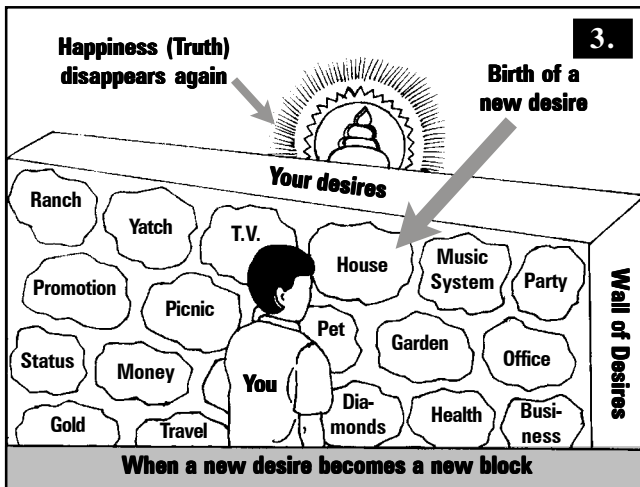 3.
Happiness (Truth)
disappears again
Birth of a
new desire
Your desires
Ranch
Yatch
T.V.
House
Music
System
Party
Promotion
Picnic
Pet
Garden
Office
Status
Money
You
Gold
Travel
Dia-
monds
Health
Busi-
ness
Wall of Desires
When a new desire becomes a new block